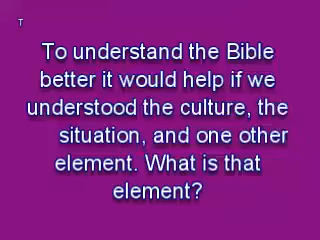 T
To understand the Bible
better it would help if we
understood the culture, the
situation, and one other
element. What is that
element?